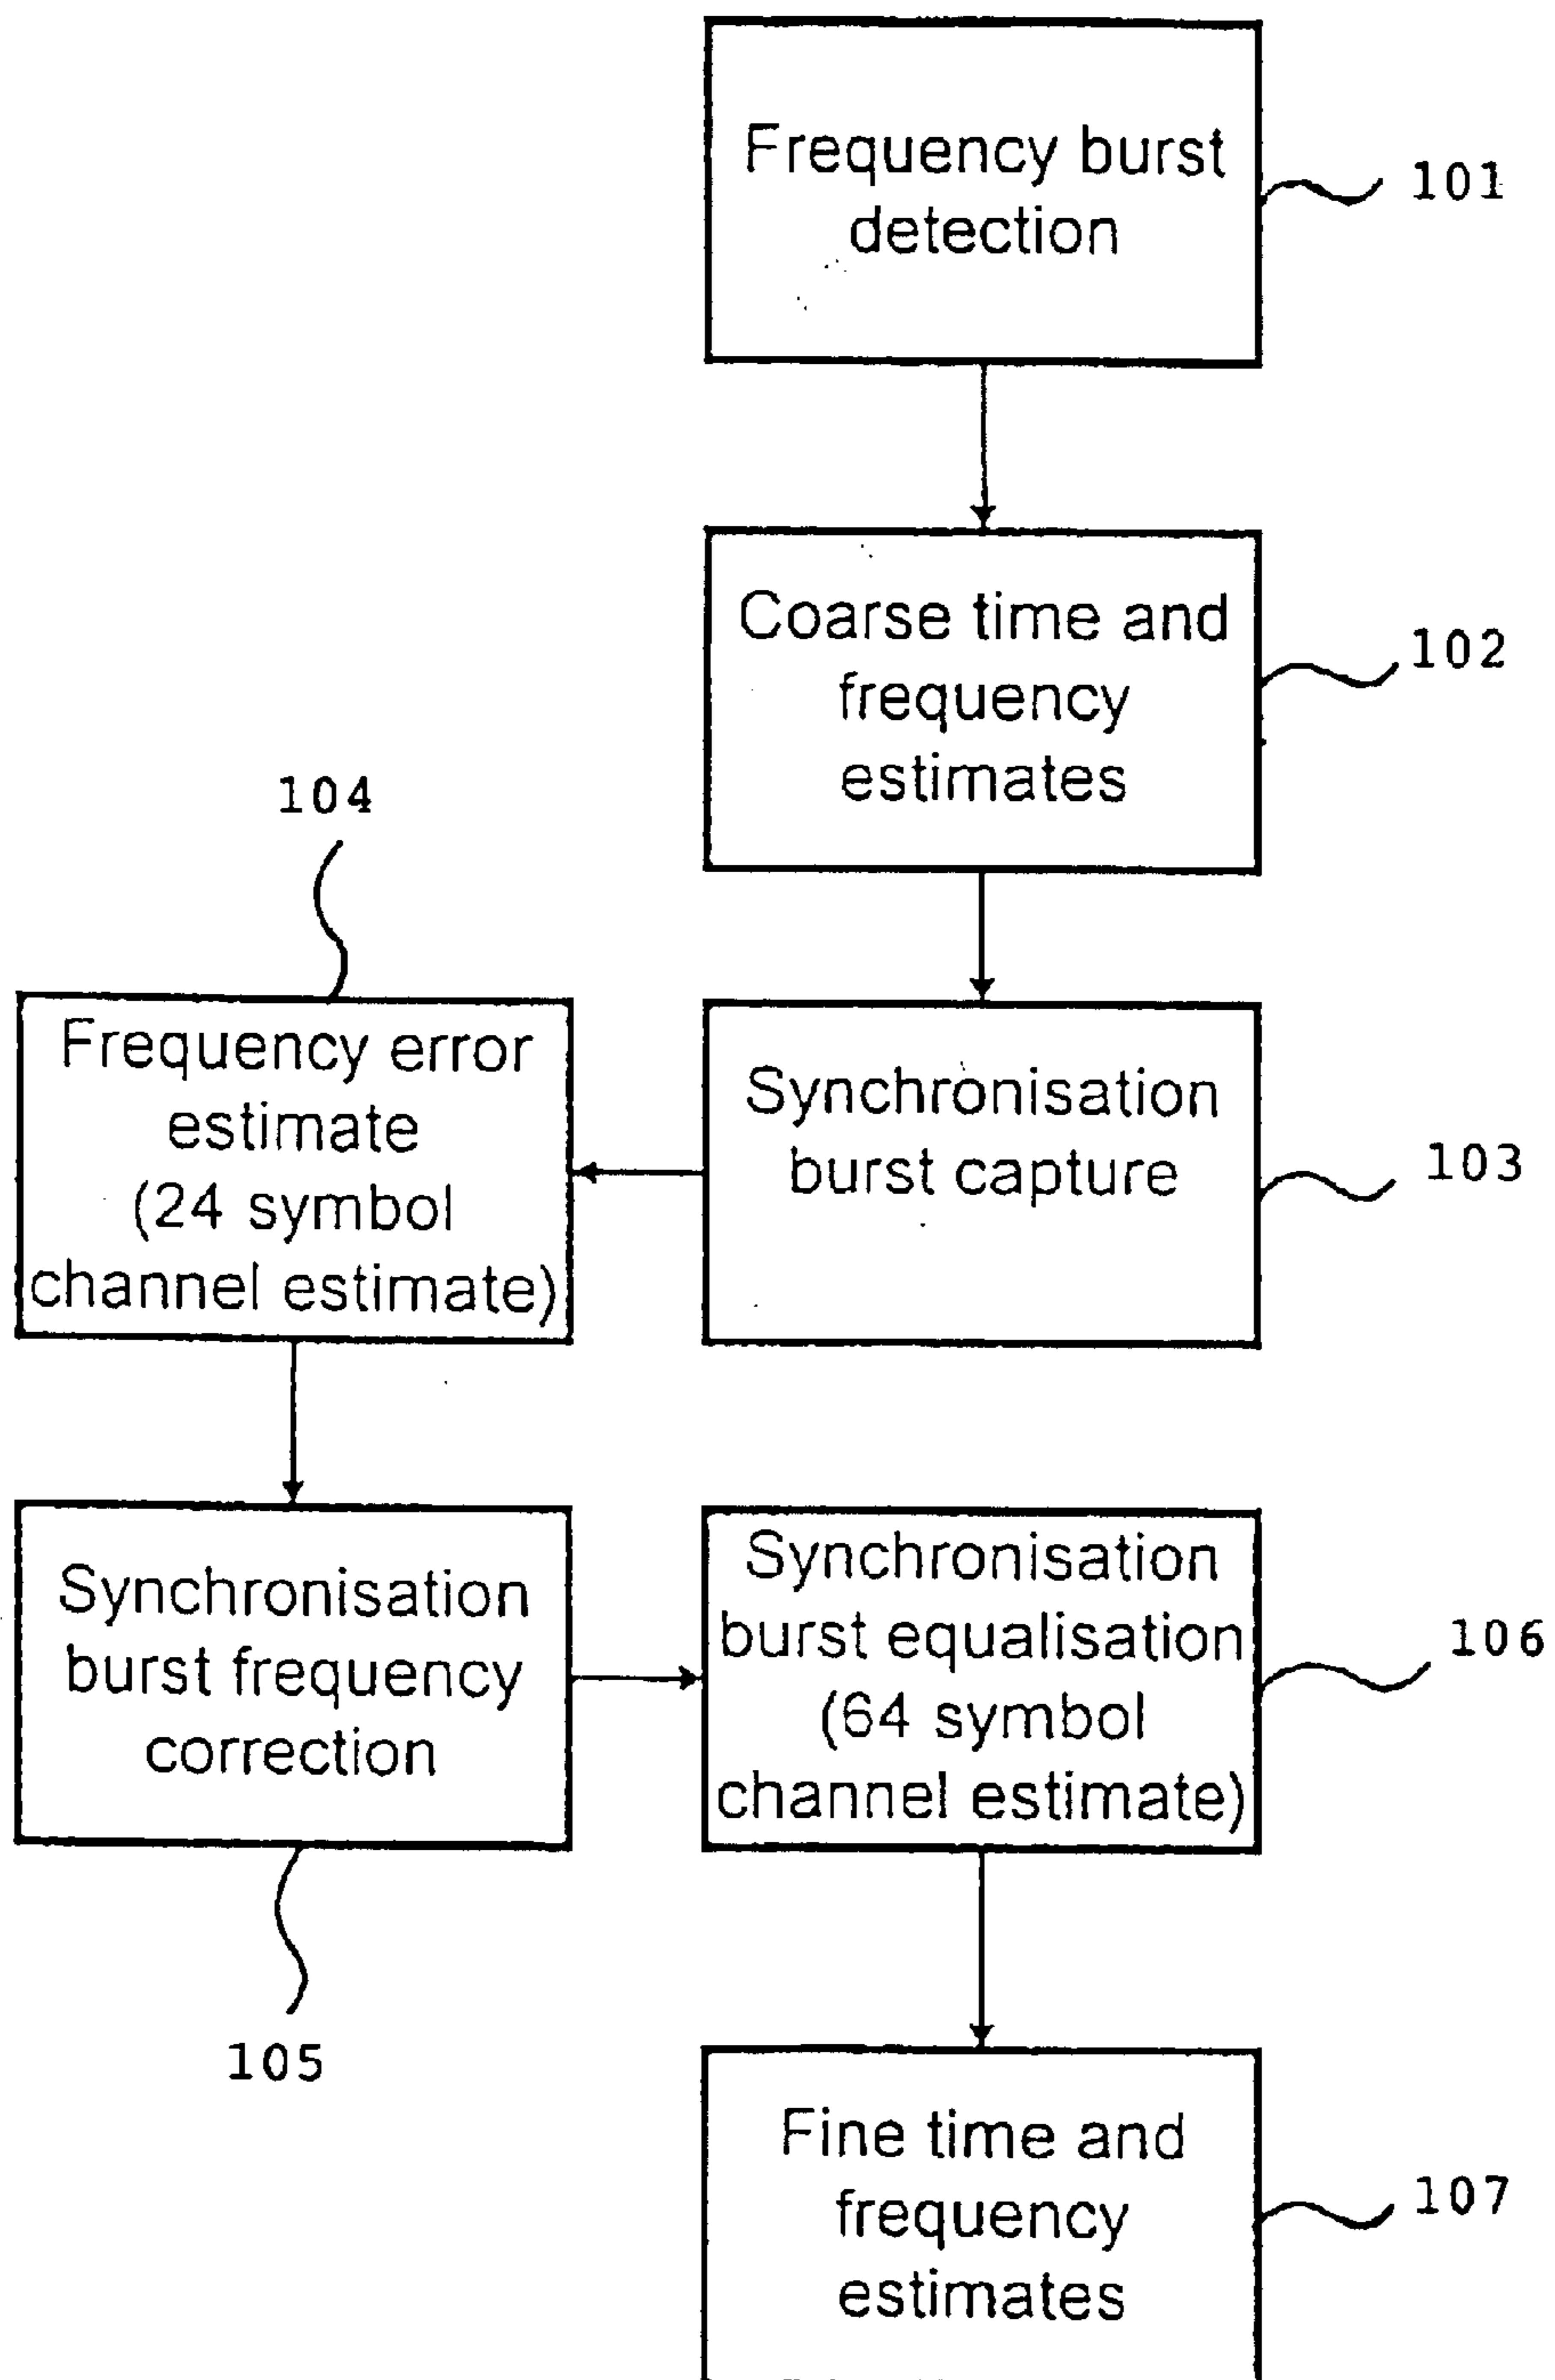 Frequency burst
detection
101
Coarse time and
frequency
estimates
102
Synchronisation
burst capture
103
104
Frequency error
estimate
(24 symbol
channel estimate)
Synchronisation
burst frequency
correction
105
Synchronisation
burst equalisation
(64 symbol
channel estimate)
106
Fine time and
frequency
estimates
107